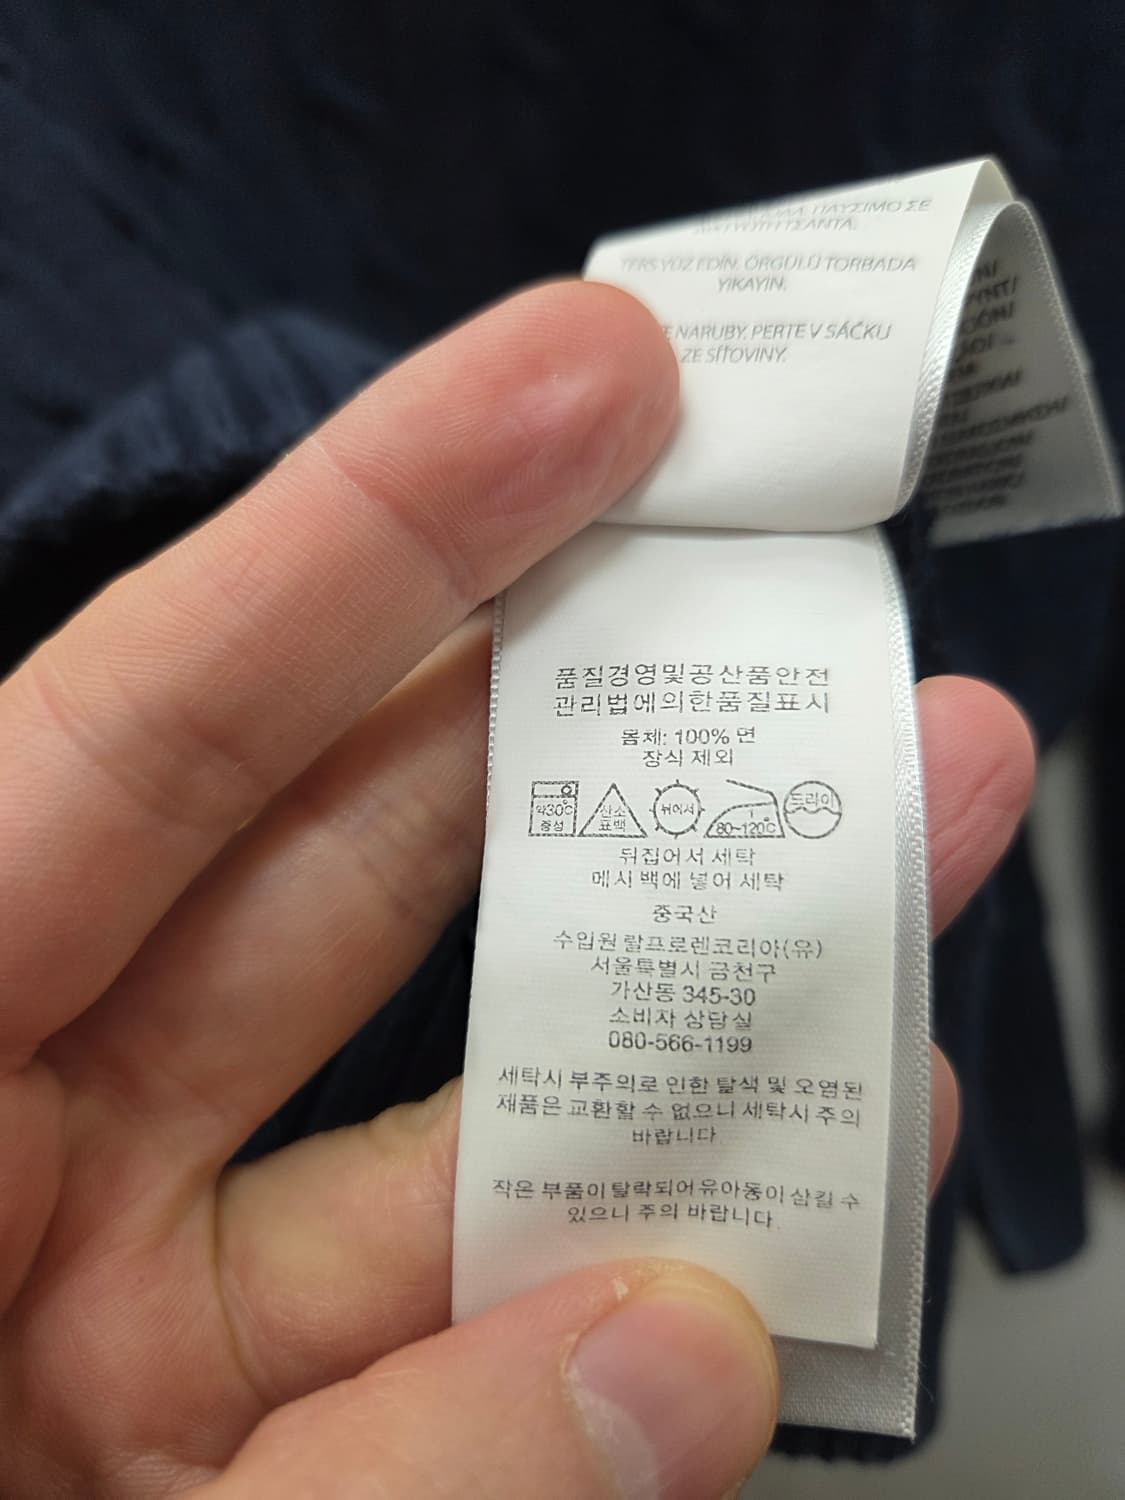 ΠΛΥΣΙΜΟ ΣΕ
TERS YÜZ EDİN. ÖRGÜLÜ TORBADA
YIKAYIN.
NARUBY. PERTE V SÁČKU
ZE SÍŤOVINY.
품질경영및공산품안전
관리법에의한품질표시
몸체: 100% 면
장식 제외
약30℃
중성
산소
표백
뉘어서
80~120℃
드라이
뒤집어서 세탁
메시 백에 넣어 세탁
중국산
수입원 랄프로렌코리아(유)
서울특별시 금천구
가산동 345-30
소비자 상담실
080-566-1199
세탁시 부주의로 인한 탈색 및 오염된
제품은 교환할 수 없으니 세탁시 주의
바랍니다
작은 부품이 탈락되어 유아동이 삼킬 수
있으니 주의 바랍니다.